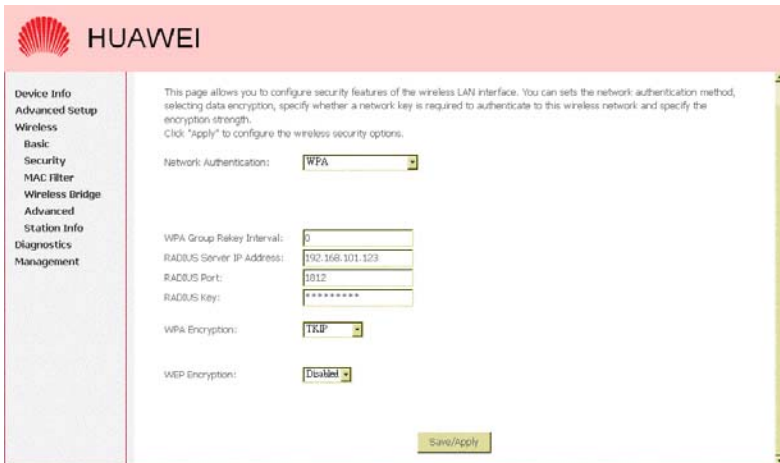 HUAWEI
Device Info
Advanced Setup
Wireless
Basic
Security
MAC Filter
Wireless Bridge
Advanced
Station Info
Diagnostics
Management
This page allows you to configure security features of the wireless LAN interface. You can sets the network authentication method,
selecting data encryption, specify whether a network key is required to authenticate to this wireless network and specify the
encryption strength.
Click "Apply" to configure the wireless security options.
Network Authentication: WPA
WPA Group Rekey Interval: 0
RADIUS Server IP Address: 192.168.101.123
RADIUS Port: 1812
RADIUS Key: *********
WPA Encryption: TKIP
WEP Encryption: Disabled
Save/Apply